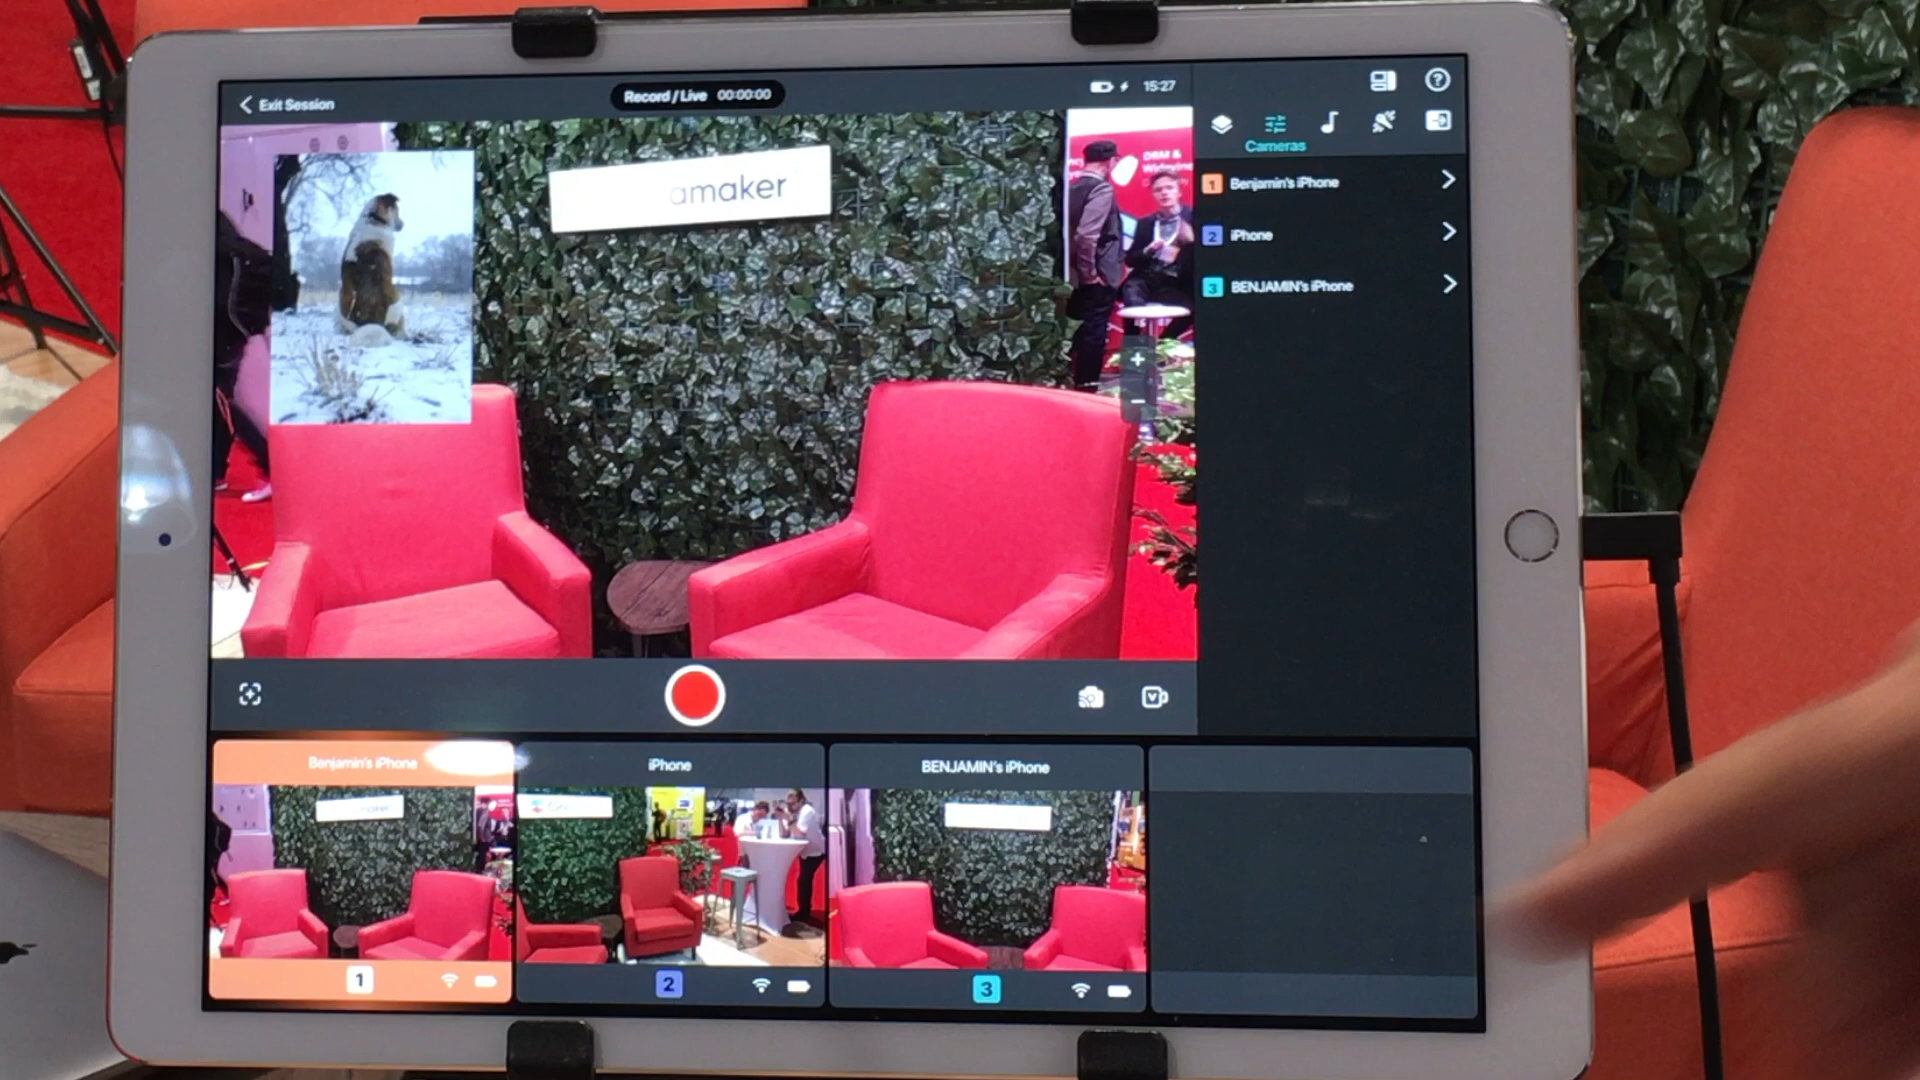 Exit Session
Record / Live 00:00:00
15:27
amaker
DRM &
Cameras
1 Benjamin's iPhone
2 iPhone
3 BENJAMIN's iPhone
Benjamin's iPhone
iPhone
BENJAMIN's iPhone
1
2
3